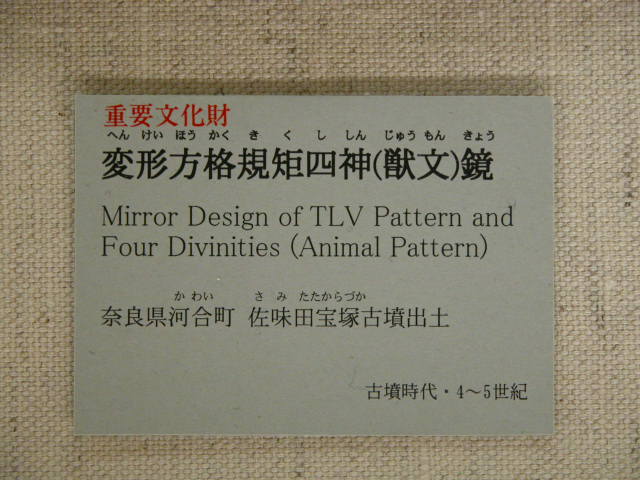 重要文化財
へん けい ほう かく き く し しん じゅう もん きょう
変形方格規矩四神(獣文)鏡
Mirror Design of TLV Pattern and
Four Divinities (Animal Pattern)
か わい さ み たたからづか
奈良県河合町 佐味田宝塚古墳出土
古墳時代・4～5世紀